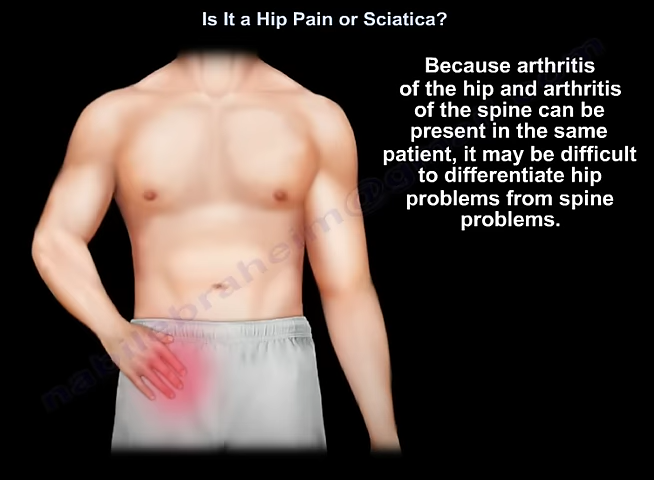 Is It a Hip Pain or Sciatica?
Because arthritis
of the hip and arthritis
of the spine can be
present in the same
patient, it may be difficult
to differentiate hip
problems from spine
problems.